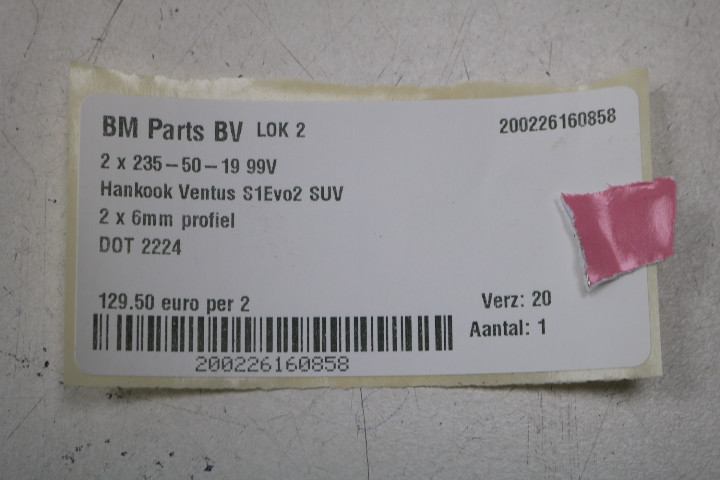 BM Parts BV LOK 2 200226160858
2 x 235-50-19 99V
Hankook Ventus S1Evo2 SUV
2 x 6mm profiel
DOT 2224
129.50 euro per 2 Verz: 20
Aantal: 1
200226160858